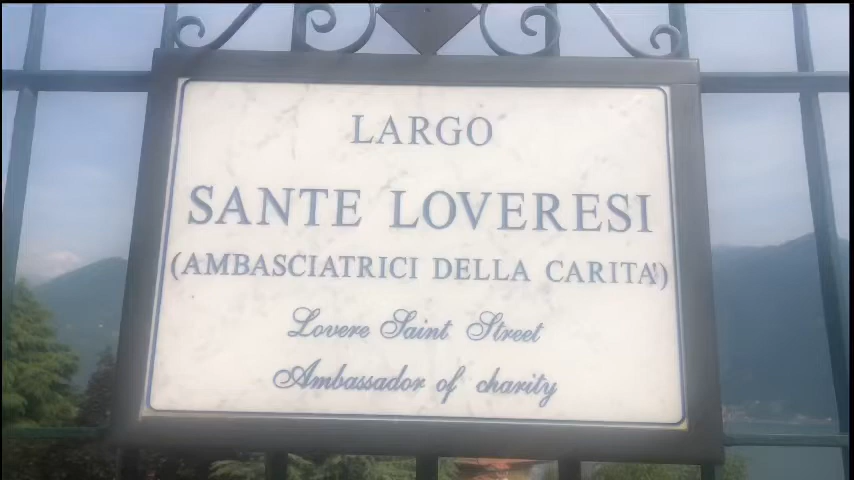 LARGO
SANTE LOVERESI
(AMBASCIATRICI DELLA CARITA')
Lovere Saint Street
Ambassador of charity